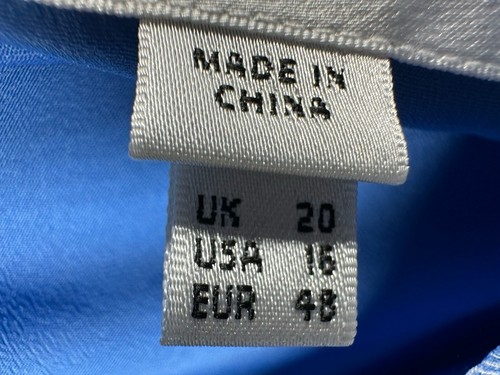 MADE IN
CHINA
UK 20
USA 16
EUR 48